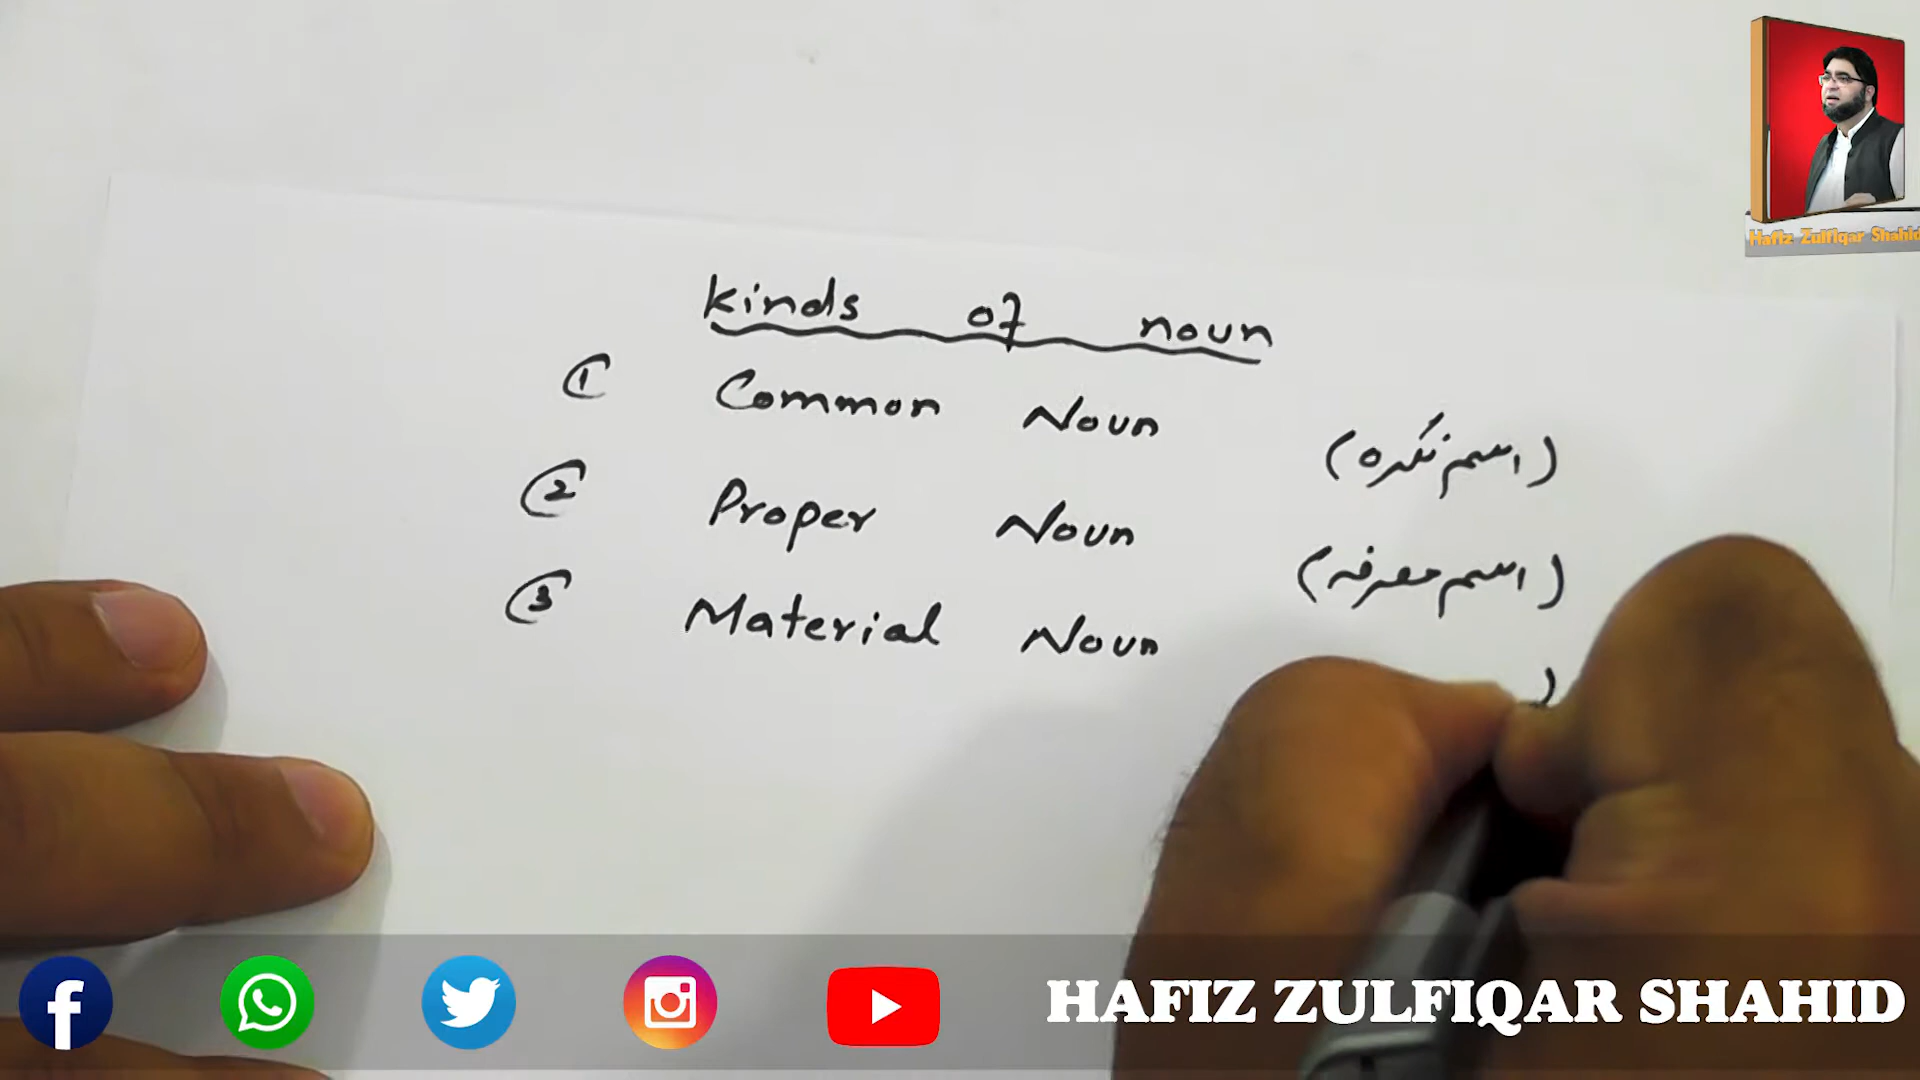 Hafiz Zulfiqar Shahid
Kinds of noun
① Common Noun (اسم نکرہ)
② Proper Noun (اسم معرفہ)
③ Material Noun (
HAFIZ ZULFIQAR SHAHID